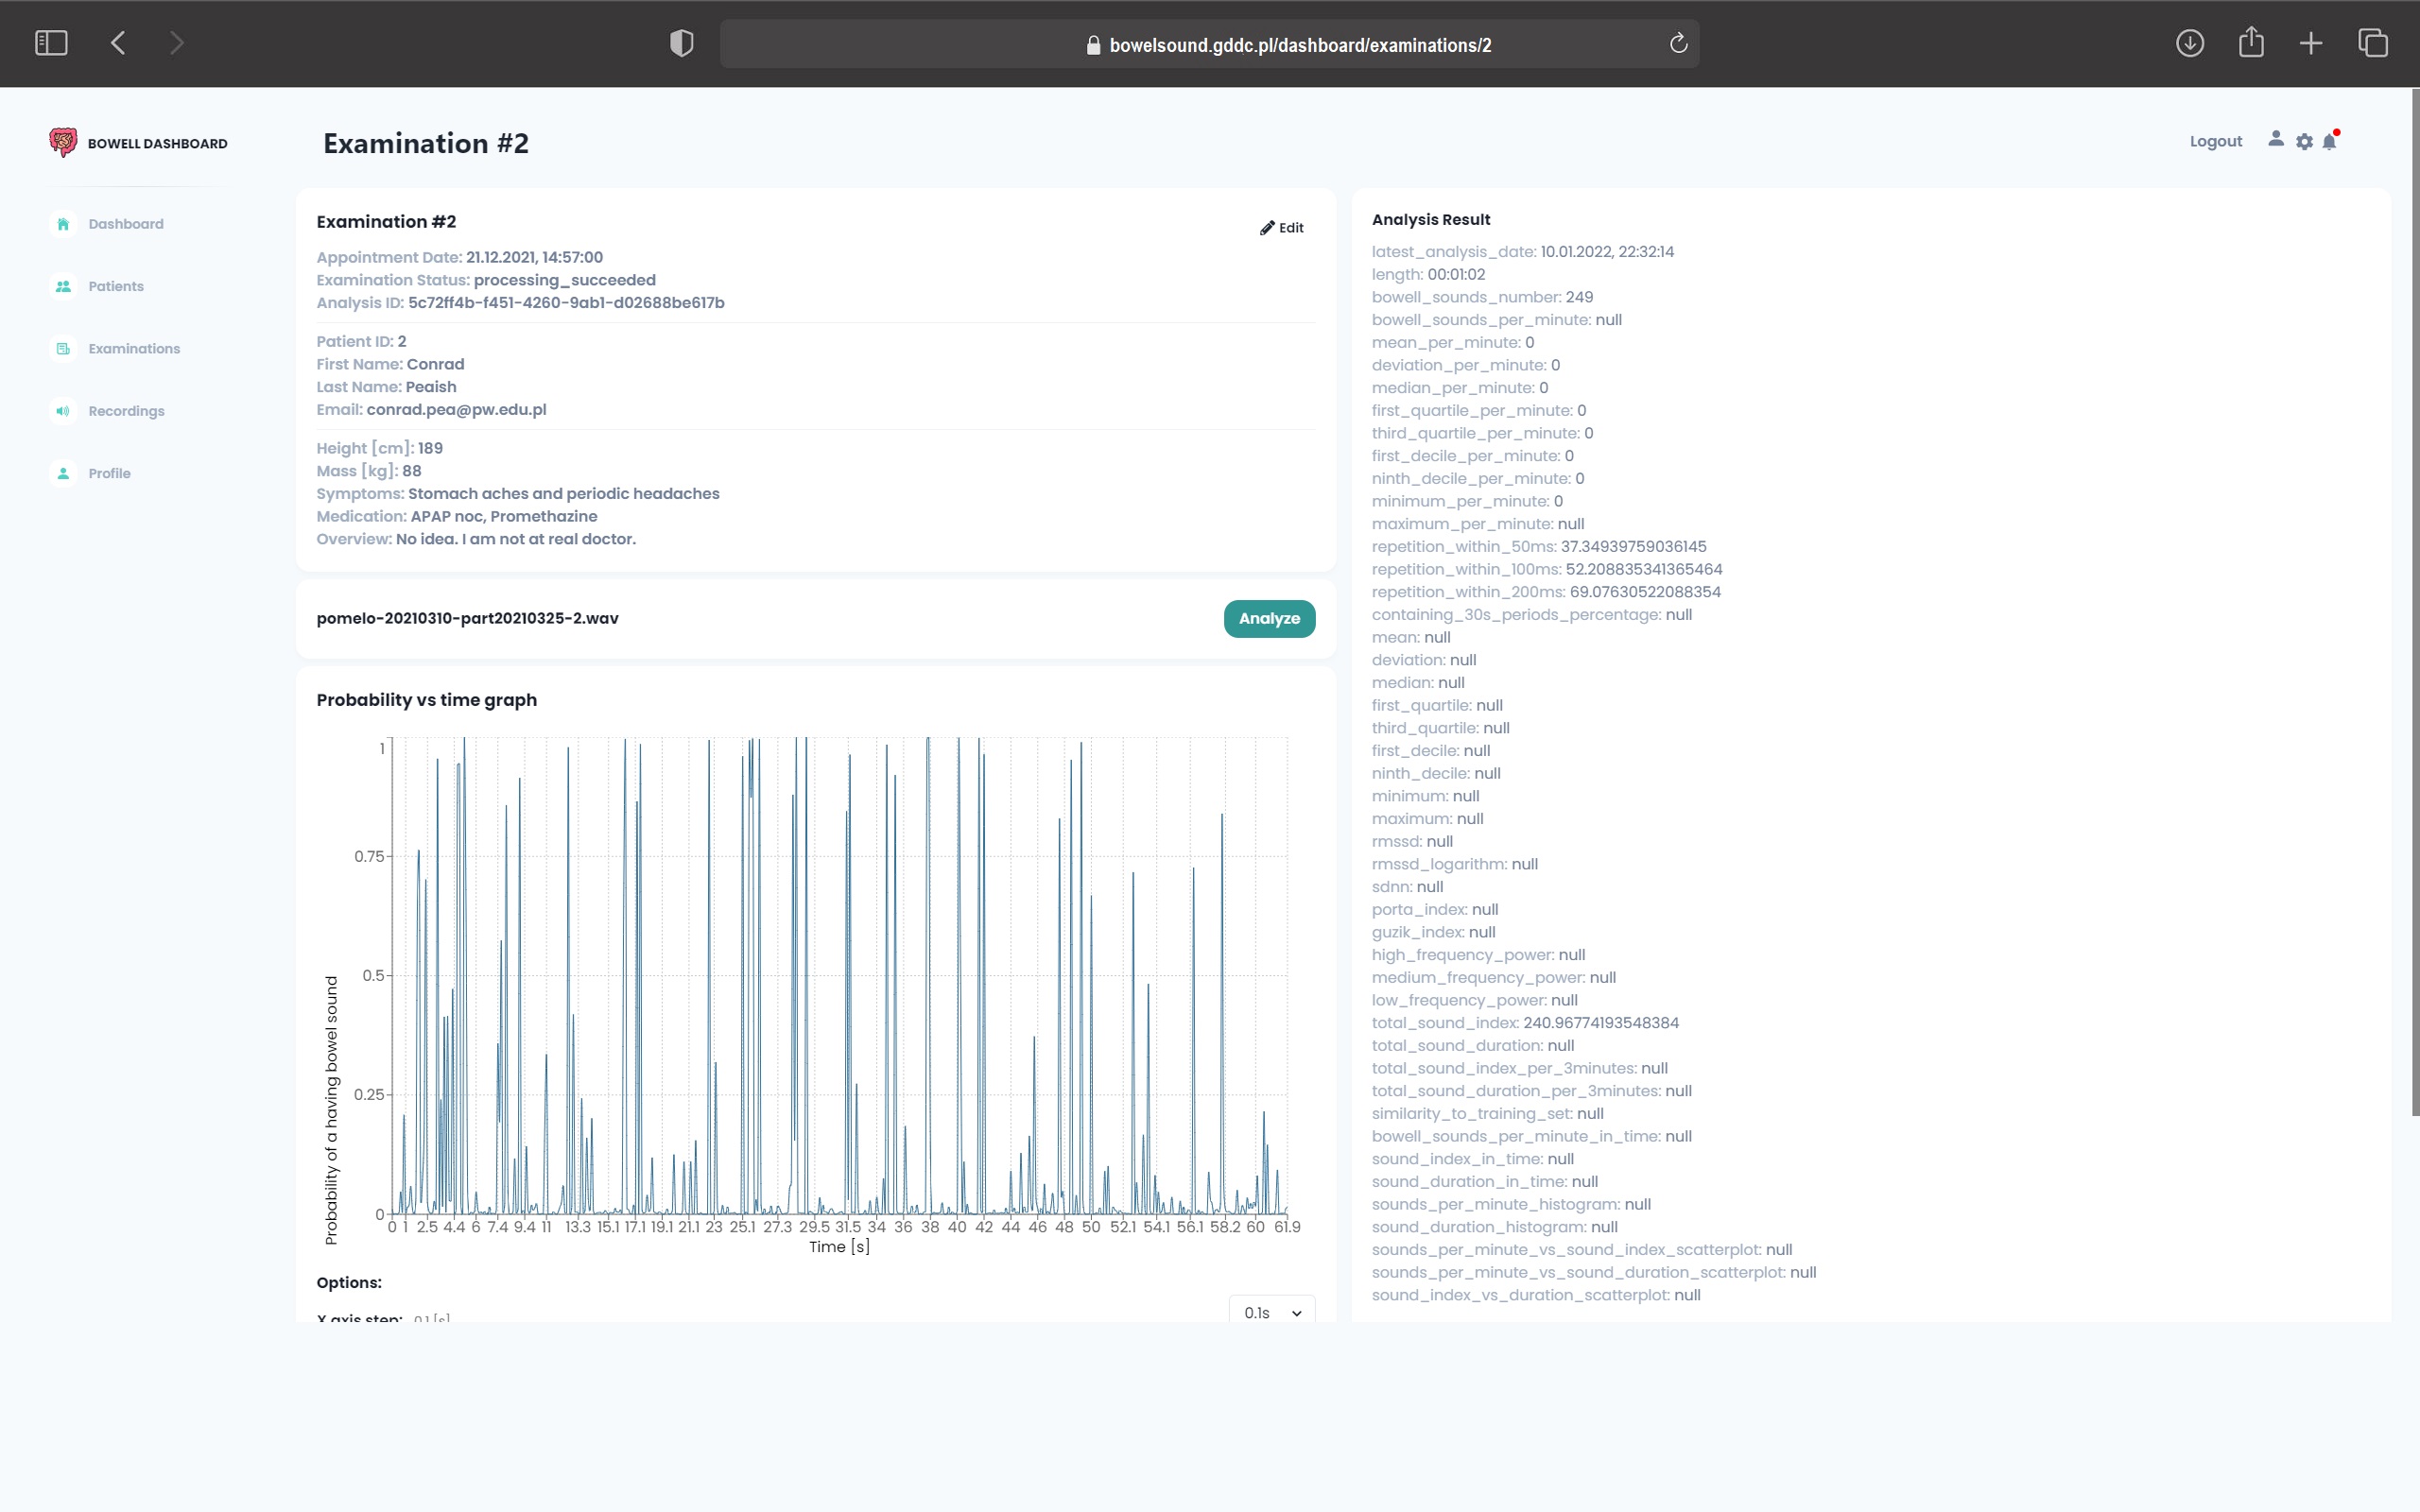 bowelsound.gddc.pl/dashboard/examinations/2
BOWELL DASHBOARD
Dashboard
Patients
Examinations
Recordings
Profile
Examination #2
Logout
Examination #2
Edit
Appointment Date: 21.12.2021, 14:57:00
Examination Status: processing_succeeded
Analysis ID: 5c72ff4b-f451-4260-9ab1-d02688be617b
Patient ID: 2
First Name: Conrad
Last Name: Peaish
Email: conrad.pea@pw.edu.pl
Height [cm]: 189
Mass [kg]: 88
Symptoms: Stomach aches and periodic headaches
Medication: APAP noc, Promethazine
Overview: No idea. I am not at real doctor.
pomelo-20210310-part20210325-2.wav
Analyze
Probability vs time graph
1
0.75
0.5
0.25
0
Probability of a having bowel sound
0 1 2.5 4.4 6 7.4 9.4 11 13.3 15.1 17.1 19.1 21.1 23 25.1 27.3 29.5 31.5 34 36 38 40 42 44 46 48 50 52.1 54.1 56.1 58.2 60 61.9
Time [s]
Options:
X axis step: 0.1 [s]
0.1s
Analysis Result
latest_analysis_date: 10.01.2022, 22:32:14
length: 00:01:02
bowell_sounds_number: 249
bowell_sounds_per_minute: null
mean_per_minute: 0
deviation_per_minute: 0
median_per_minute: 0
first_quartile_per_minute: 0
third_quartile_per_minute: 0
first_decile_per_minute: 0
ninth_decile_per_minute: 0
minimum_per_minute: 0
maximum_per_minute: null
repetition_within_50ms: 37.34939759036145
repetition_within_100ms: 52.208835341365464
repetition_within_200ms: 69.07630522088354
containing_30s_periods_percentage: null
mean: null
deviation: null
median: null
first_quartile: null
third_quartile: null
first_decile: null
ninth_decile: null
minimum: null
maximum: null
rmssd: null
rmssd_logarithm: null
sdnn: null
porta_index: null
guzik_index: null
high_frequency_power: null
medium_frequency_power: null
low_frequency_power: null
total_sound_index: 240.96774193548384
total_sound_duration: null
total_sound_index_per_3minutes: null
total_sound_duration_per_3minutes: null
similarity_to_training_set: null
bowell_sounds_per_minute_in_time: null
sound_index_in_time: null
sound_duration_in_time: null
sounds_per_minute_histogram: null
sound_duration_histogram: null
sounds_per_minute_vs_sound_index_scatterplot: null
sounds_per_minute_vs_sound_duration_scatterplot: null
sound_index_vs_duration_scatterplot: null